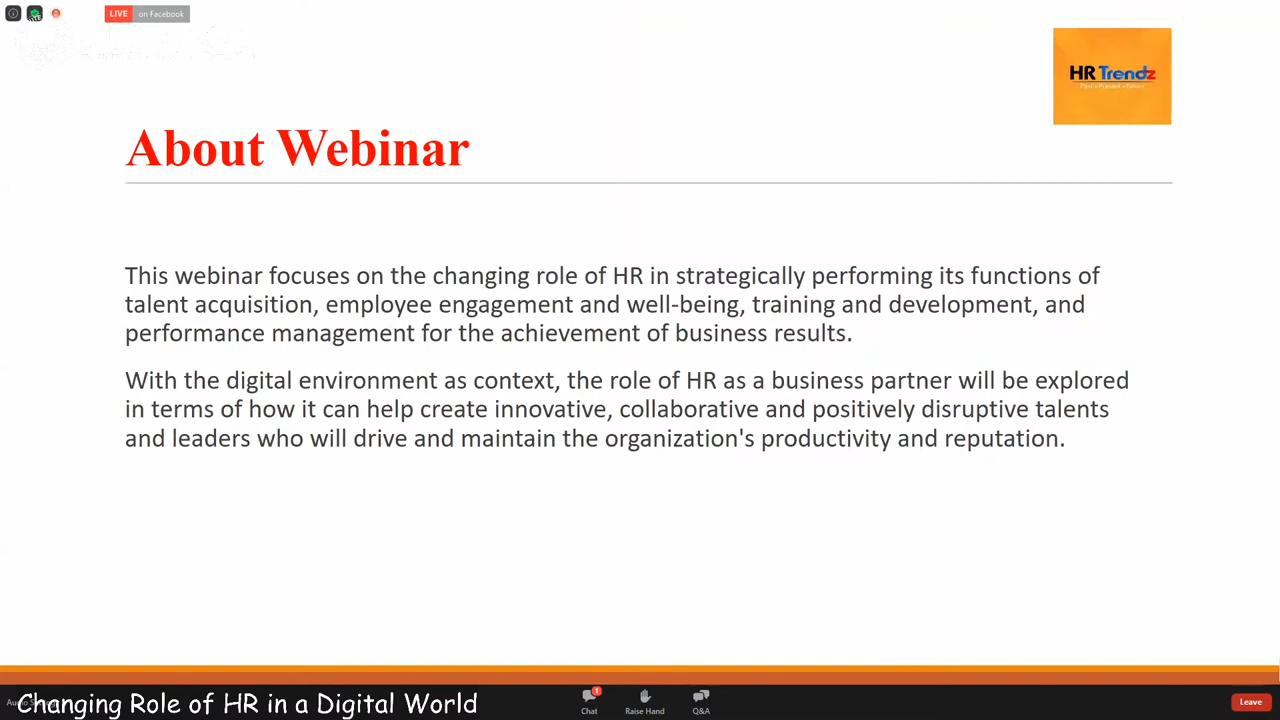 LIVE on Facebook
HR Trendz
About Webinar
This webinar focuses on the changing role of HR in strategically performing its functions of
talent acquisition, employee engagement and well-being, training and development, and
performance management for the achievement of business results.
With the digital environment as context, the role of HR as a business partner will be explored
in terms of how it can help create innovative, collaborative and positively disruptive talents
and leaders who will drive and maintain the organization's productivity and reputation.
Changing Role of HR in a Digital World
1
Chat
Raise Hand
Q&A
Leave